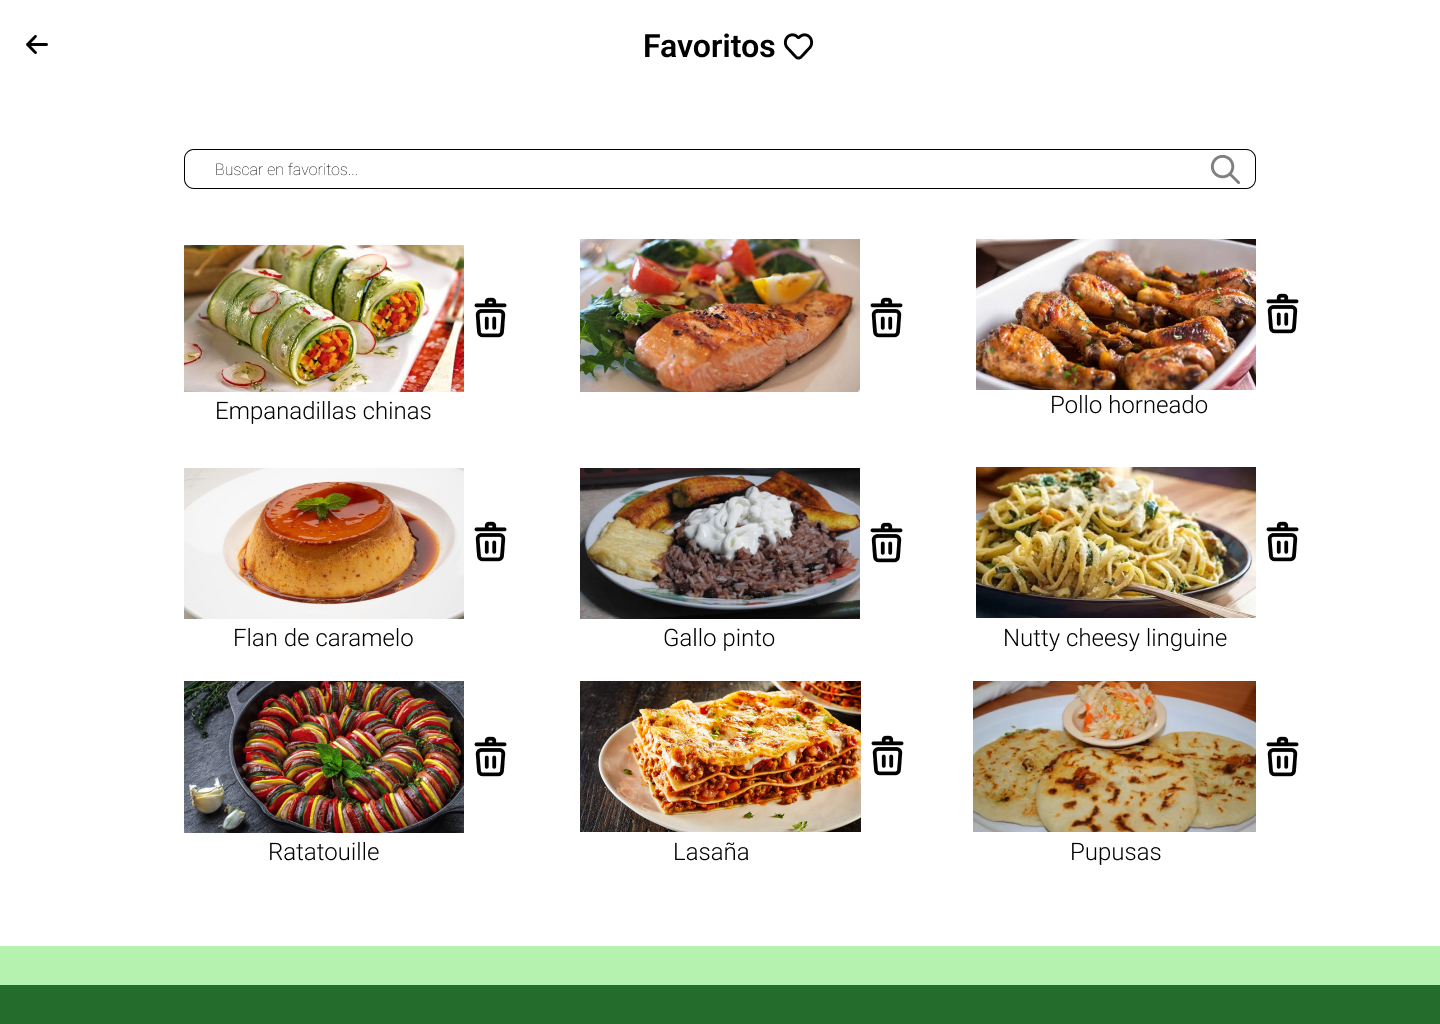 Favoritos
Buscar en favoritos...
Empanadillas chinas
Pollo horneado
Flan de caramelo
Gallo pinto
Nutty cheesy linguine
Ratatouille
Lasaña
Pupusas